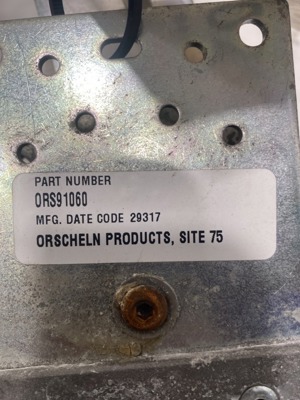 PART NUMBER
ORS91060
MFG. DATE CODE 29317
ORSCHELN PRODUCTS, SITE 75